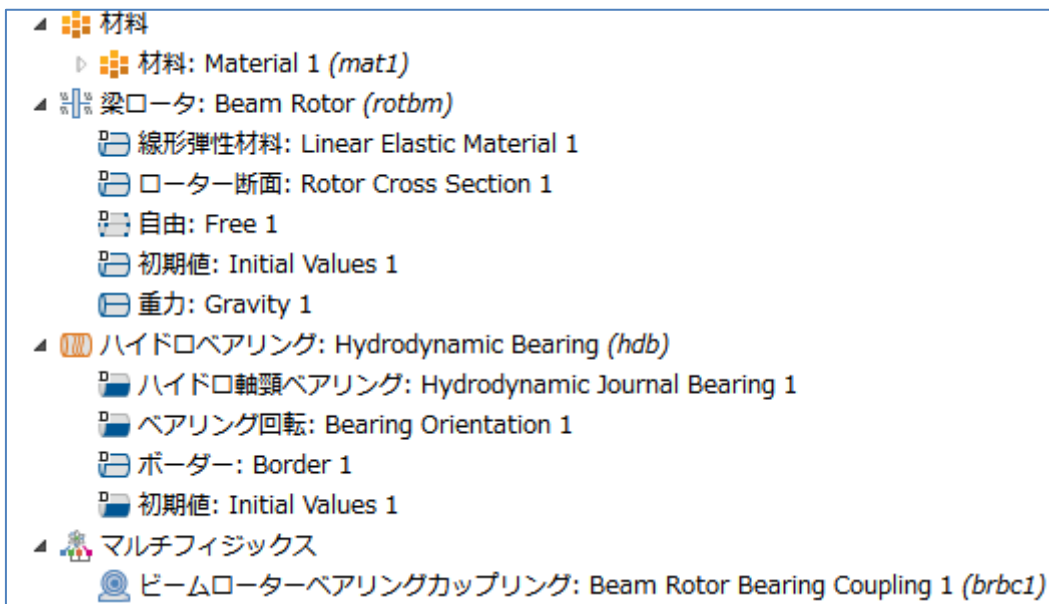 材料
材料: Material 1 (mat1)
梁ロータ: Beam Rotor (rotbm)
線形弾性材料: Linear Elastic Material 1
ローター断面: Rotor Cross Section 1
自由: Free 1
初期値: Initial Values 1
重力: Gravity 1
ハイドロベアリング: Hydrodynamic Bearing (hdb)
ハイドロ軸頸ベアリング: Hydrodynamic Journal Bearing 1
ベアリング回転: Bearing Orientation 1
ボーダー: Border 1
初期値: Initial Values 1
マルチフィジックス
ビームローターベアリングカップリング: Beam Rotor Bearing Coupling 1 (brbc1)